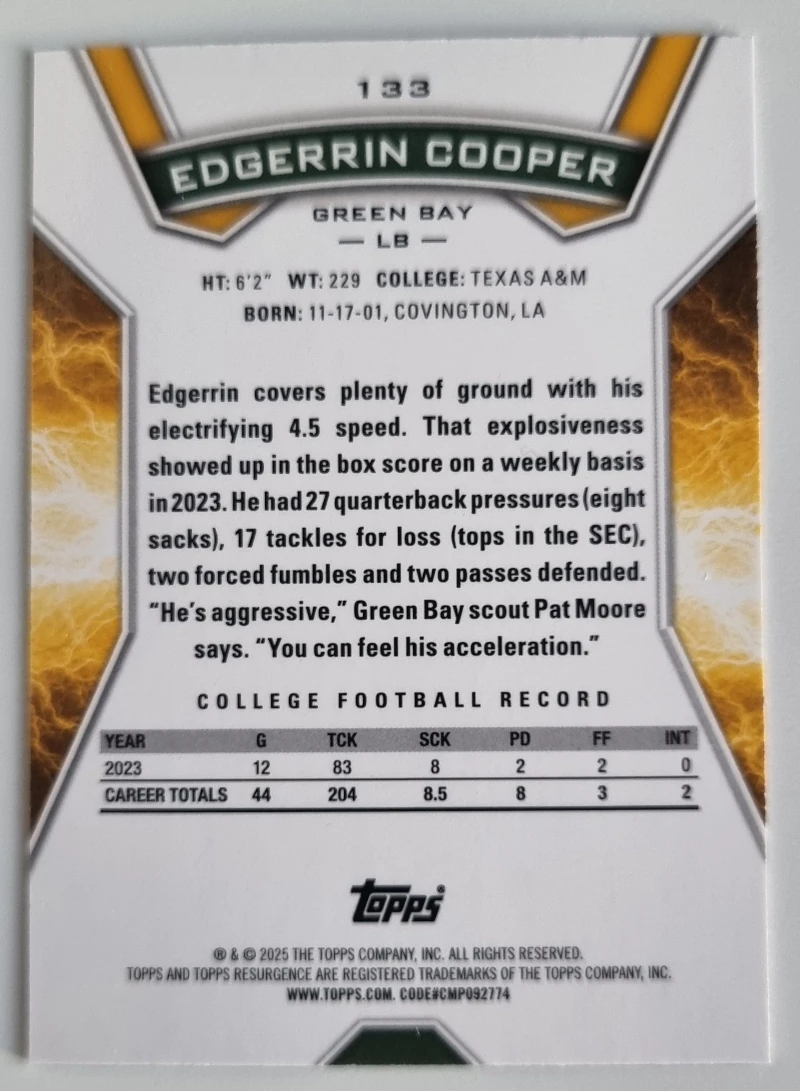 133
EDGERRIN COOPER
GREEN BAY
— LB —
HT: 6'2" WT: 229 COLLEGE: TEXAS A&M
BORN: 11-17-01, COVINGTON, LA
Edgerrin covers plenty of ground with his
electrifying 4.5 speed. That explosiveness
showed up in the box score on a weekly basis
in 2023. He had 27 quarterback pressures (eight
sacks), 17 tackles for loss (tops in the SEC),
two forced fumbles and two passes defended.
"He's aggressive," Green Bay scout Pat Moore
says. "You can feel his acceleration."
COLLEGE FOOTBALL RECORD
YEAR G TCK SCK PD FF INT
2023 12 83 8 2 2 0
CAREER TOTALS 44 204 8.5 8 3 2
Topps®
® & © 2025 THE TOPPS COMPANY, INC. ALL RIGHTS RESERVED.
TOPPS AND TOPPS RESURGENCE ARE REGISTERED TRADEMARKS OF THE TOPPS COMPANY, INC.
WWW.TOPPS.COM. CODE#CMP092774